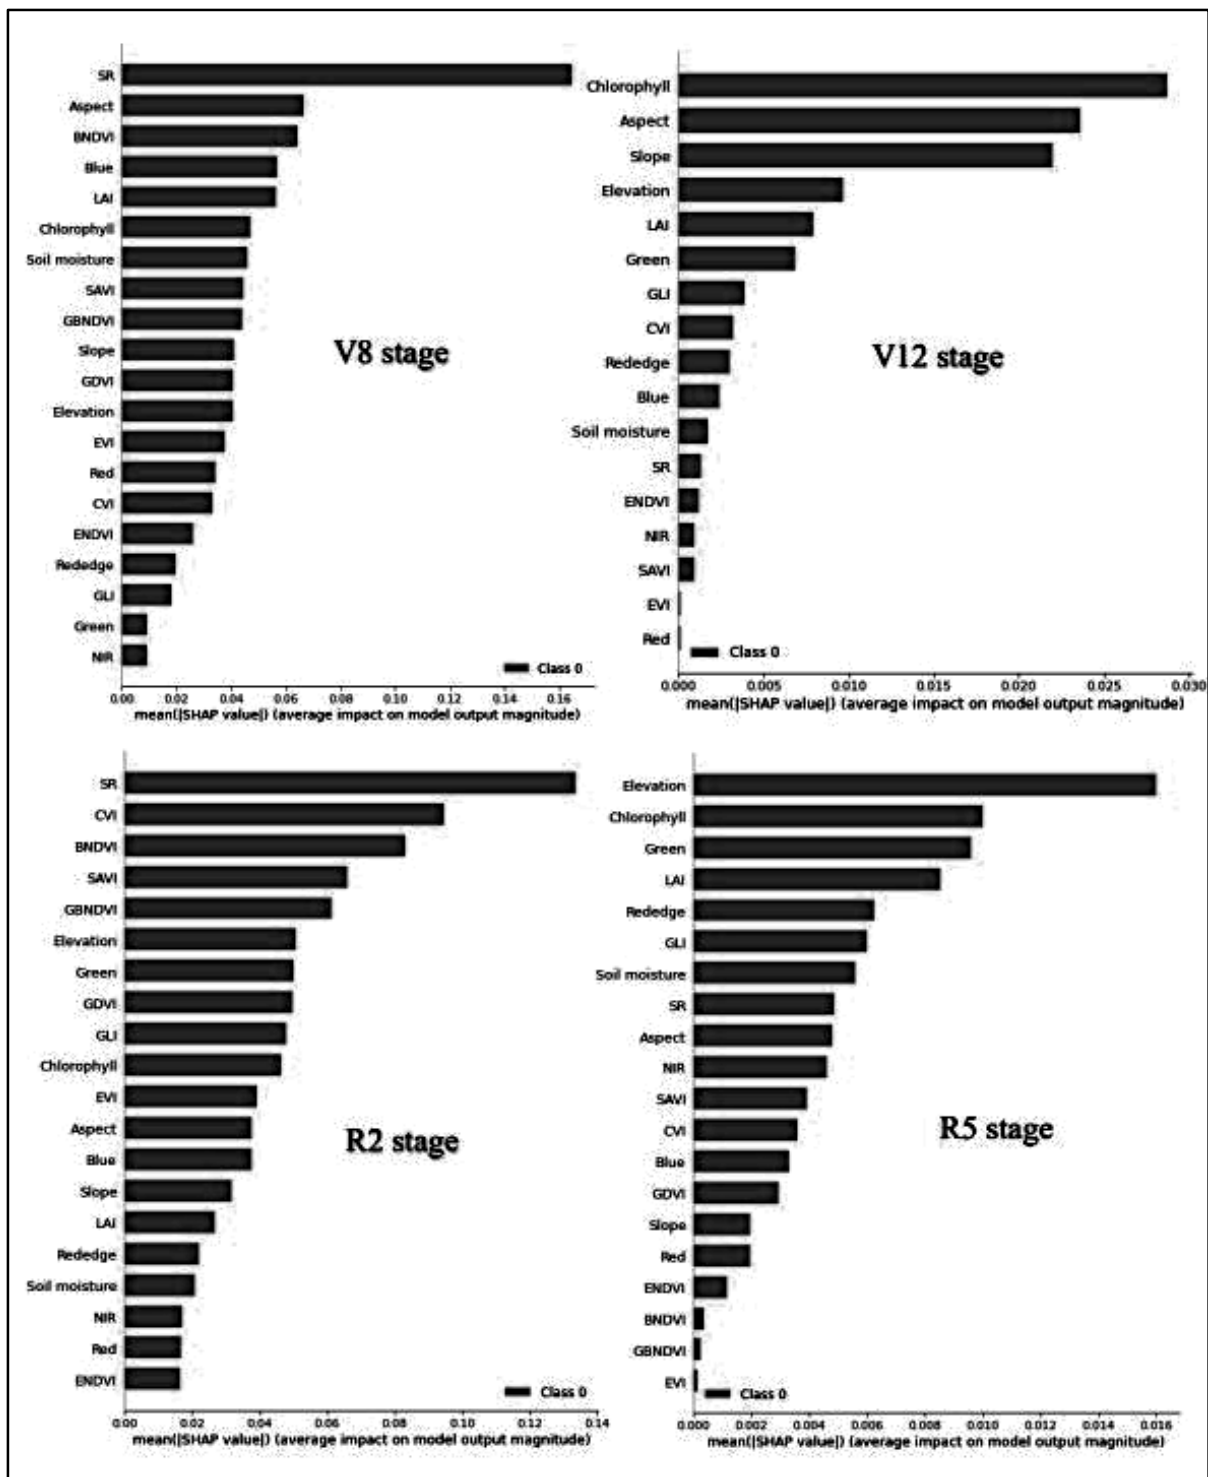 SR
Aspect
BNDVI
Blue
LAI
Chlorophyll
Soil moisture
SAVI
GBNDVI
Slope
GDVI
Elevation
EVI
Red
CVI
ENDVI
Rededge
GLI
Green
NIR
V8 stage
Class 0
0.00 0.02 0.04 0.06 0.08 0.10 0.12 0.14 0.16
mean(|SHAP value|) (average impact on model output magnitude)
Chlorophyll
Aspect
Slope
Elevation
LAI
Green
GLI
CVI
Rededge
Blue
Soil moisture
SR
ENDVI
NIR
SAVI
EVI
Red
V12 stage
Class 0
0.000 0.005 0.010 0.015 0.020 0.025 0.030
mean(|SHAP value|) (average impact on model output magnitude)
SR
CVI
BNDVI
SAVI
GBNDVI
Elevation
Green
GDVI
GLI
Chlorophyll
EVI
Aspect
Blue
Slope
LAI
Rededge
Soil moisture
NIR
Red
ENDVI
R2 stage
Class 0
0.00 0.02 0.04 0.06 0.08 0.10 0.12 0.14
mean(|SHAP value|) (average impact on model output magnitude)
Elevation
Chlorophyll
Green
LAI
Rededge
GLI
Soil moisture
SR
Aspect
NIR
SAVI
CVI
Blue
GDVI
Slope
Red
ENDVI
BNDVI
GBNDVI
EVI
R5 stage
Class 0
0.000 0.002 0.004 0.006 0.008 0.010 0.012 0.014 0.016
mean(|SHAP value|) (average impact on model output magnitude)